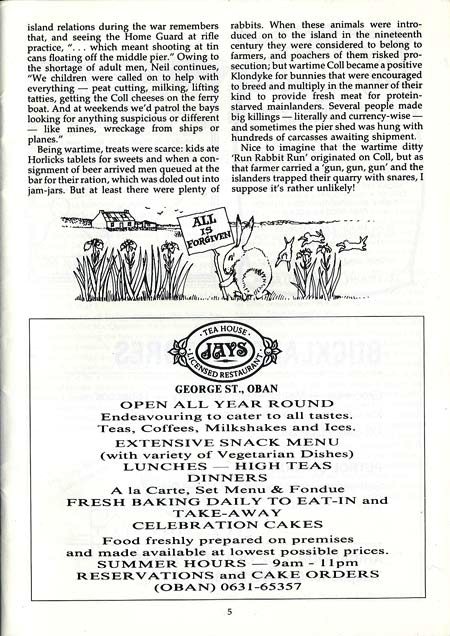 island relations during the war remembers
that, and seeing the Home Guard at rifle
practice, “. . . which meant shooting at tin
cans floating off the middle pier.” Owing to
the shortage of adult men, Neil continues,
“We children were called on to help with
everything — peat cutting, milking, lifting
tatties, getting the Coll cheeses on the ferry
boat. And at weekends we’d patrol the bays
looking for anything suspicious or different
— like mines, wreckage from ships or
planes.”
Being wartime, treats were scarce: kids ate
Horlicks tablets for sweets and when a con-
signment of beer arrived men queued at the
bar for their ration, which was doled out into
jam-jars. But at least there were plenty of
rabbits. When these animals were intro-
duced on to the island in the nineteenth
century they were considered to belong to
farmers, and poachers of them risked pro-
secution; but wartime Coll became a positive
Klondyke for bunnies that were encouraged
to breed and multiply in the manner of their
kind to provide fresh meat for protein-
starved mainlanders. Several people made
big killings — literally and currency-wise —
and sometimes the pier shed was hung with
hundreds of carcasses awaiting shipment.
Nice to imagine that the wartime ditty
‘Run Rabbit Run’ originated on Coll, but as
that farmer carried a ‘gun, gun, gun’ and the
islanders trapped their quarry with snares, I
suppose it’s rather unlikely!
ALL
IS
FORGIVEN
TEA HOUSE
JAYS
LICENSED RESTAURANT
GEORGE ST., OBAN
OPEN ALL YEAR ROUND
Endeavouring to cater to all tastes.
Teas, Coffees, Milkshakes and Ices.
EXTENSIVE SNACK MENU
(with variety of Vegetarian Dishes)
LUNCHES — HIGH TEAS
DINNERS
A la Carte, Set Menu & Fondue
FRESH BAKING DAILY TO EAT-IN and
TAKE-AWAY
CELEBRATION CAKES
Food freshly prepared on premises
and made available at lowest possible prices.
SUMMER HOURS — 9am - 11pm
RESERVATIONS and CAKE ORDERS
(OBAN) 0631-65357
5